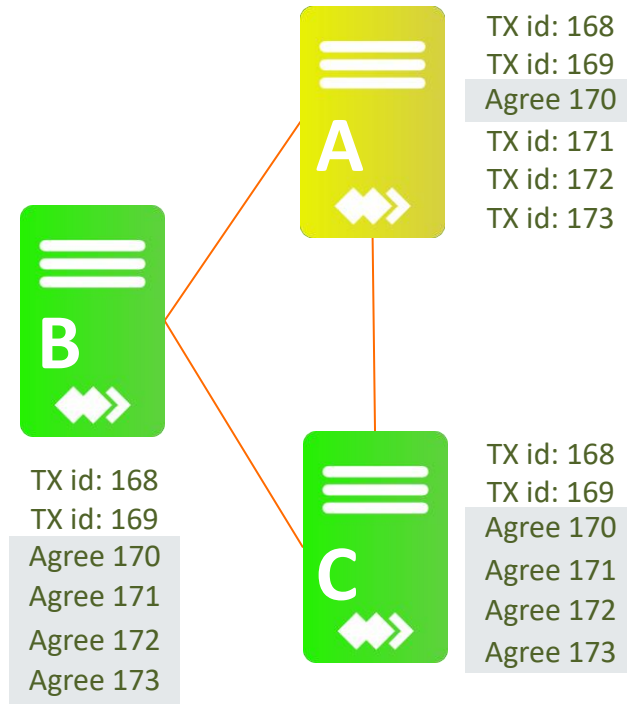 A
TX id: 168
TX id: 169
Agree 170
TX id: 171
TX id: 172
TX id: 173
B
TX id: 168
TX id: 169
Agree 170
Agree 171
Agree 172
Agree 173
C
TX id: 168
TX id: 169
Agree 170
Agree 171
Agree 172
Agree 173